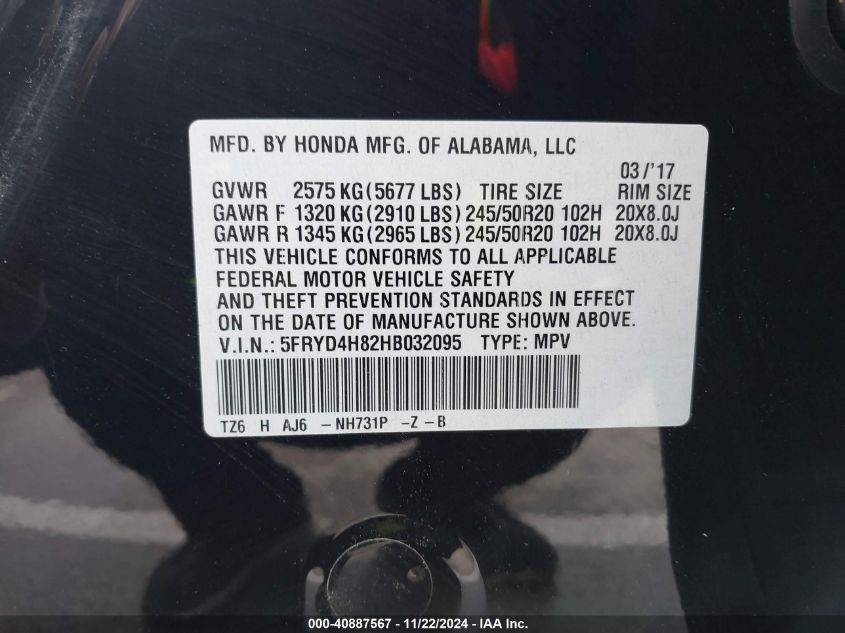 MFD. BY HONDA MFG. OF ALABAMA, LLC
03/'17
GVWR 2575 KG (5677 LBS) TIRE SIZE RIM SIZE
GAWR F 1320 KG (2910 LBS) 245/50R20 102H 20X8.0J
GAWR R 1345 KG (2965 LBS) 245/50R20 102H 20X8.0J
THIS VEHICLE CONFORMS TO ALL APPLICABLE
FEDERAL MOTOR VEHICLE SAFETY
AND THEFT PREVENTION STANDARDS IN EFFECT
ON THE DATE OF MANUFACTURE SHOWN ABOVE.
V.I.N.: 5FRYD4H82HB032095 TYPE: MPV
TZ6 H AJ6 -NH731P -Z -B
000-40887567 - 11/22/2024 - IAAI Inc.